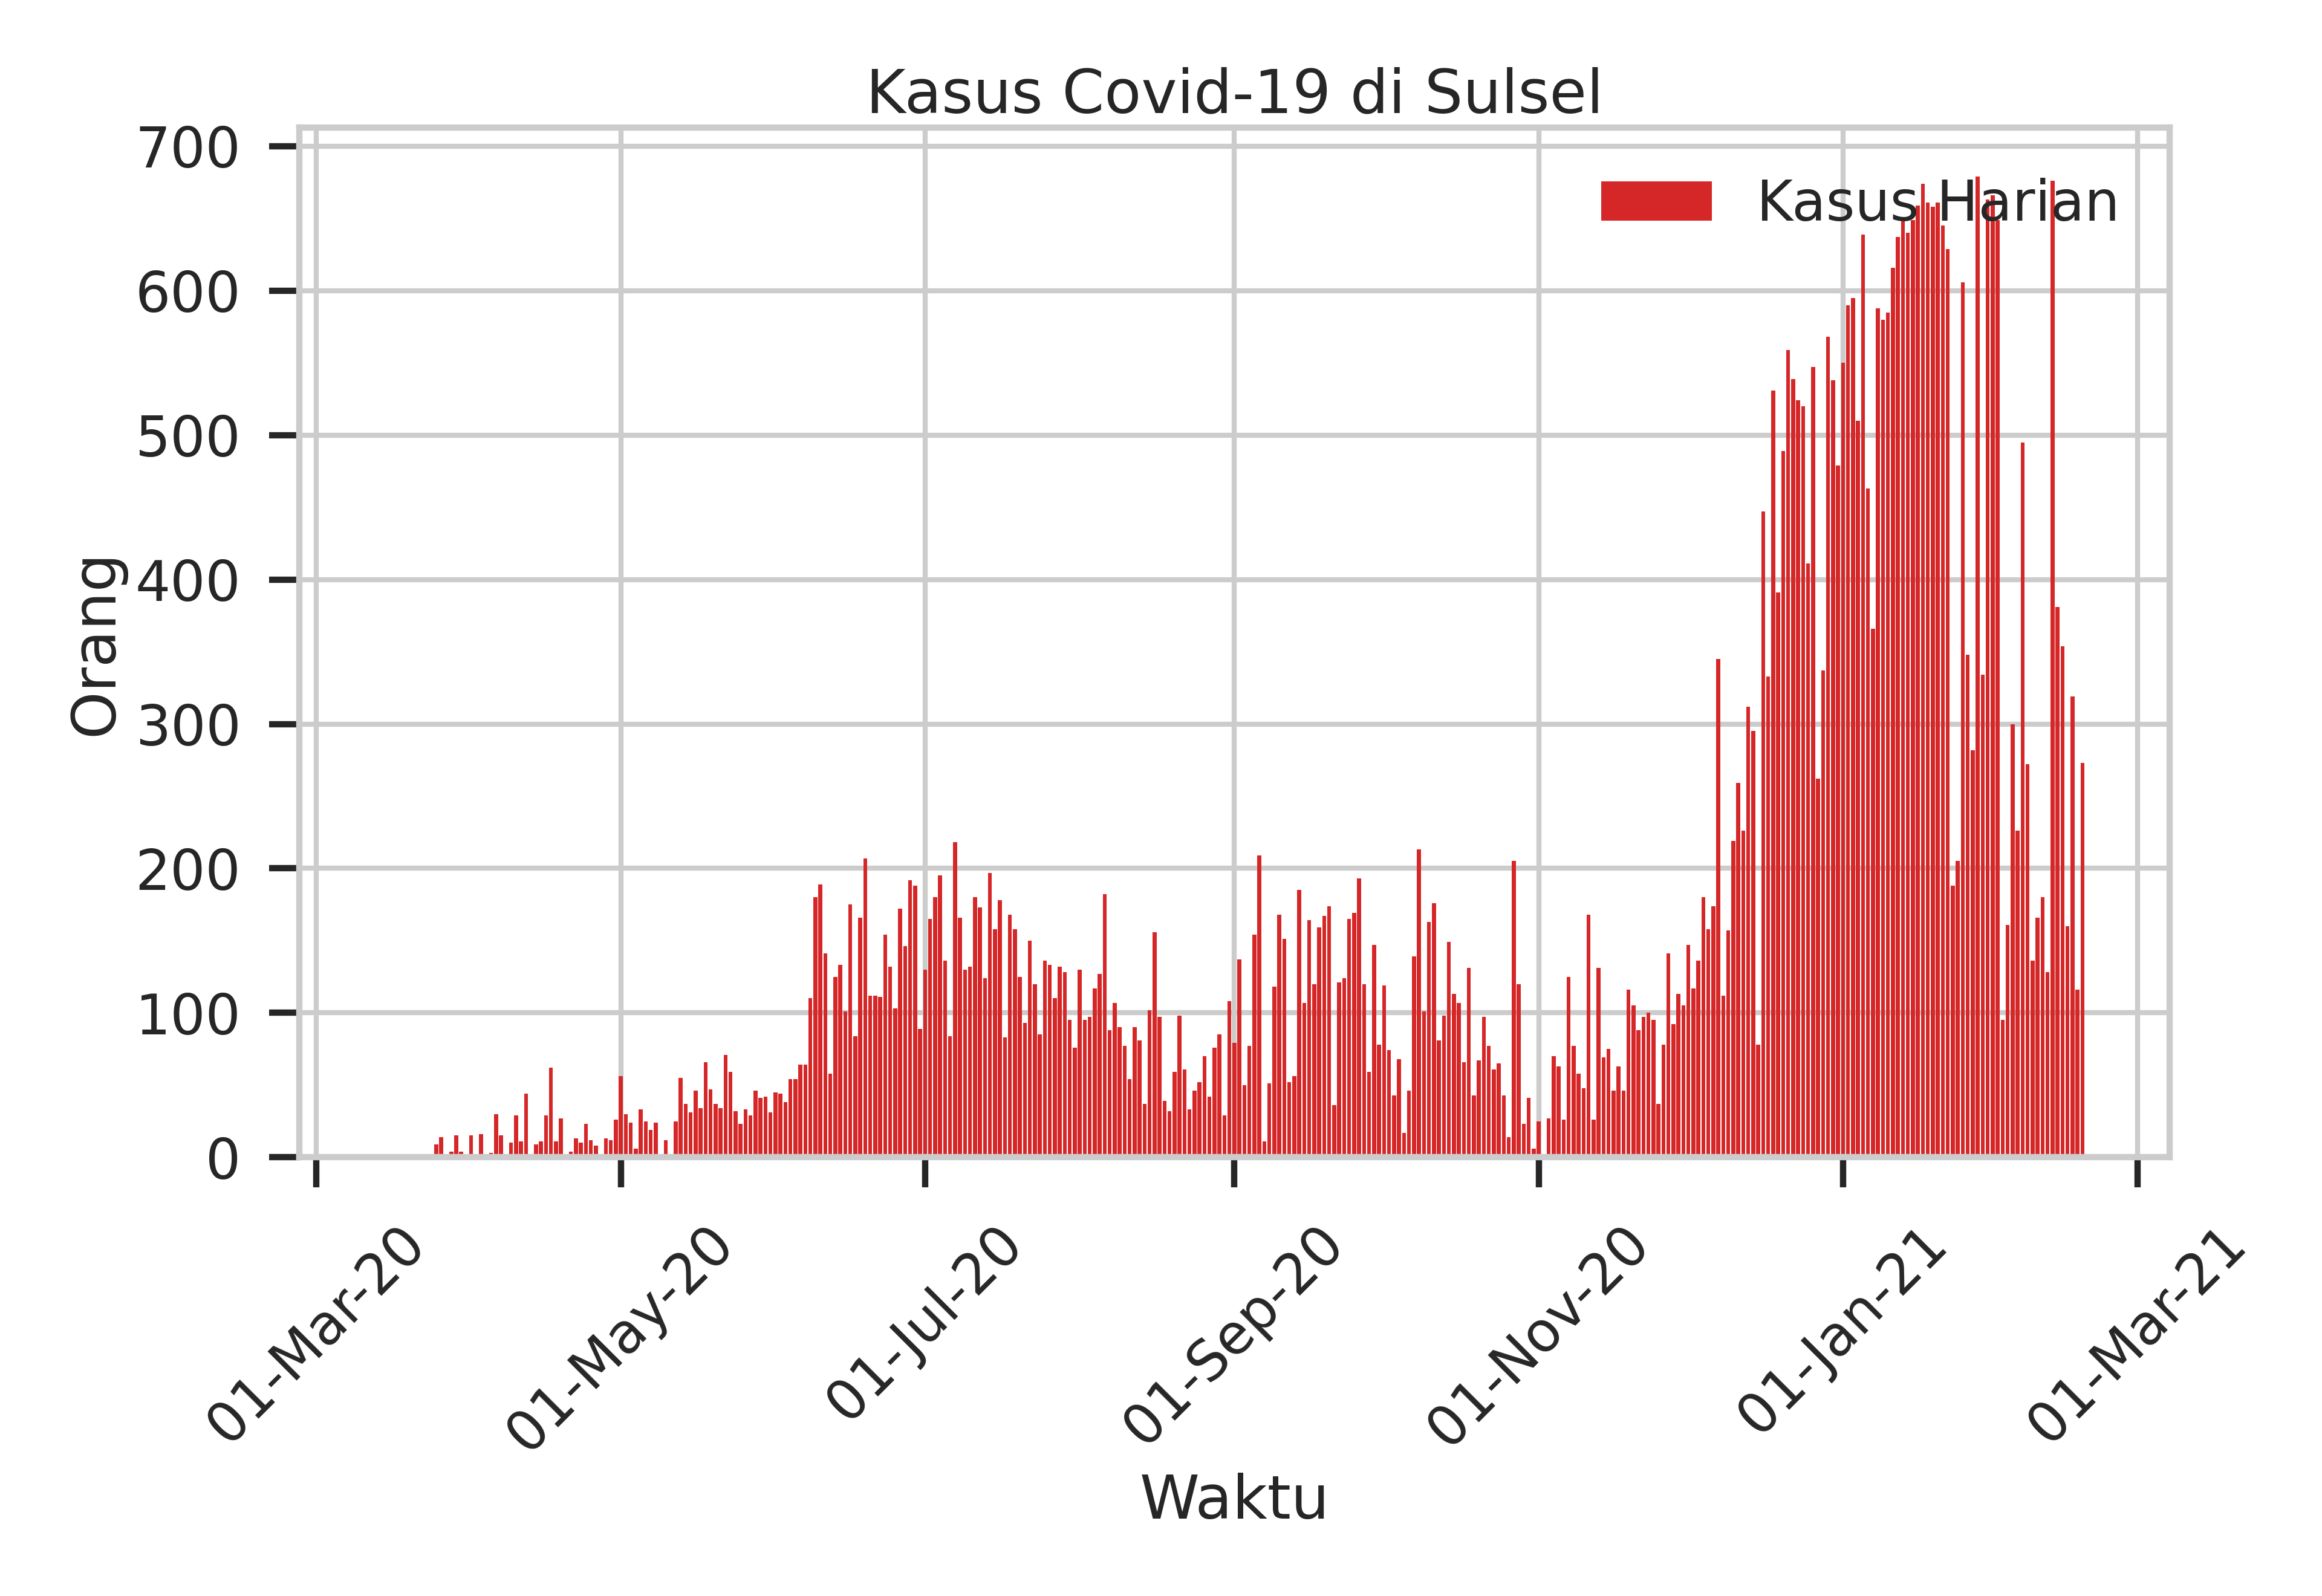 Kasus Covid-19 di Sulsel
Kasus Harian
700
600
500
400
300
200
100
0
Orang
01-Mar-20
01-May-20
01-Jul-20
01-Sep-20
01-Nov-20
01-Jan-21
01-Mar-21
Waktu